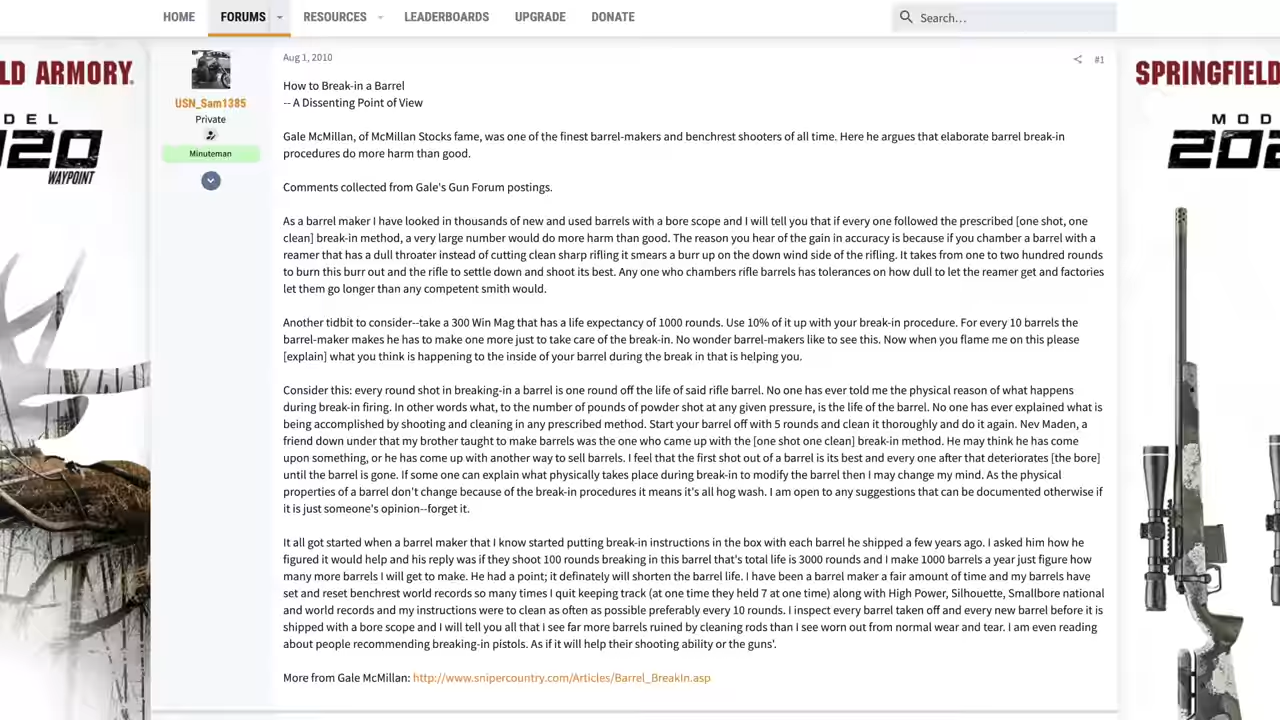 HOME FORUMS RESOURCES LEADERBOARDS UPGRADE DONATE Search…
LD ARMORY.
DEL
020
WAYPOINT
USN_Sam1385
Private
Minuteman
Aug 1, 2010
#1
How to Break-in a Barrel
-- A Dissenting Point of View
Gale McMillan, of McMillan Stocks fame, was one of the finest barrel-makers and benchrest shooters of all time. Here he argues that elaborate barrel break-in
procedures do more harm than good.
Comments collected from Gale's Gun Forum postings.
As a barrel maker I have looked in thousands of new and used barrels with a bore scope and I will tell you that if every one followed the prescribed [one shot, one
clean] break-in method, a very large number would do more harm than good. The reason you hear of the gain in accuracy is because if you chamber a barrel with a
reamer that has a dull throater instead of cutting clean sharp rifling it smears a burr up on the down wind side of the rifling. It takes from one to two hundred rounds
to burn this burr out and the rifle to settle down and shoot its best. Any one who chambers rifle barrels has tolerances on how dull to let the reamer get and factories
let them go longer than any competent smith would.
Another tidbit to consider--take a 300 Win Mag that has a life expectancy of 1000 rounds. Use 10% of it up with your break-in procedure. For every 10 barrels the
barrel-maker makes he has to make one more just to take care of the break-in. No wonder barrel-makers like to see this. Now when you flame me on this please
[explain] what you think is happening to the inside of your barrel during the break in that is helping you.
Consider this: every round shot in breaking-in a barrel is one round off the life of said rifle barrel. No one has ever told me the physical reason of what happens
during break-in firing. In other words what, to the number of pounds of powder shot at any given pressure, is the life of the barrel. No one has ever explained what is
being accomplished by shooting and cleaning in any prescribed method. Start your barrel off with 5 rounds and clean it thoroughly and do it again. Nev Maden, a
friend down under that my brother taught to make barrels was the one who came up with the [one shot one clean] break-in method. He may think he has come
upon something, or he has come up with another way to sell barrels. I feel that the first shot out of a barrel is its best and every one after that deteriorates [the bore]
until the barrel is gone. If some one can explain what physically takes place during break-in to modify the barrel then I may change my mind. As the physical
properties of a barrel don't change because of the break-in procedures it means it's all hog wash. I am open to any suggestions that can be documented otherwise if
it is just someone's opinion--forget it.
It all got started when a barrel maker that I know started putting break-in instructions in the box with each barrel he shipped a few years ago. I asked him how he
figured it would help and his reply was if they shoot 100 rounds breaking in this barrel that's total life is 3000 rounds and I make 1000 barrels a year just figure how
many more barrels I will get to make. He had a point; it definately will shorten the barrel life. I have been a barrel maker a fair amount of time and my barrels have
set and reset benchrest world records so many times I quit keeping track (at one time they held 7 at one time) along with High Power, Silhouette, Smallbore national
and world records and my instructions were to clean as often as possible preferably every 10 rounds. I inspect every barrel taken off and every new barrel before it is
shipped with a bore scope and I will tell you all that I see far more barrels ruined by cleaning rods than I see worn out from normal wear and tear. I am even reading
about people recommending breaking-in pistols. As if it will help their shooting ability or the guns'.
More from Gale McMillan: http://www.snipercountry.com/Articles/Barrel_BreakIn.asp
SPRINGFIELD
MOD
202